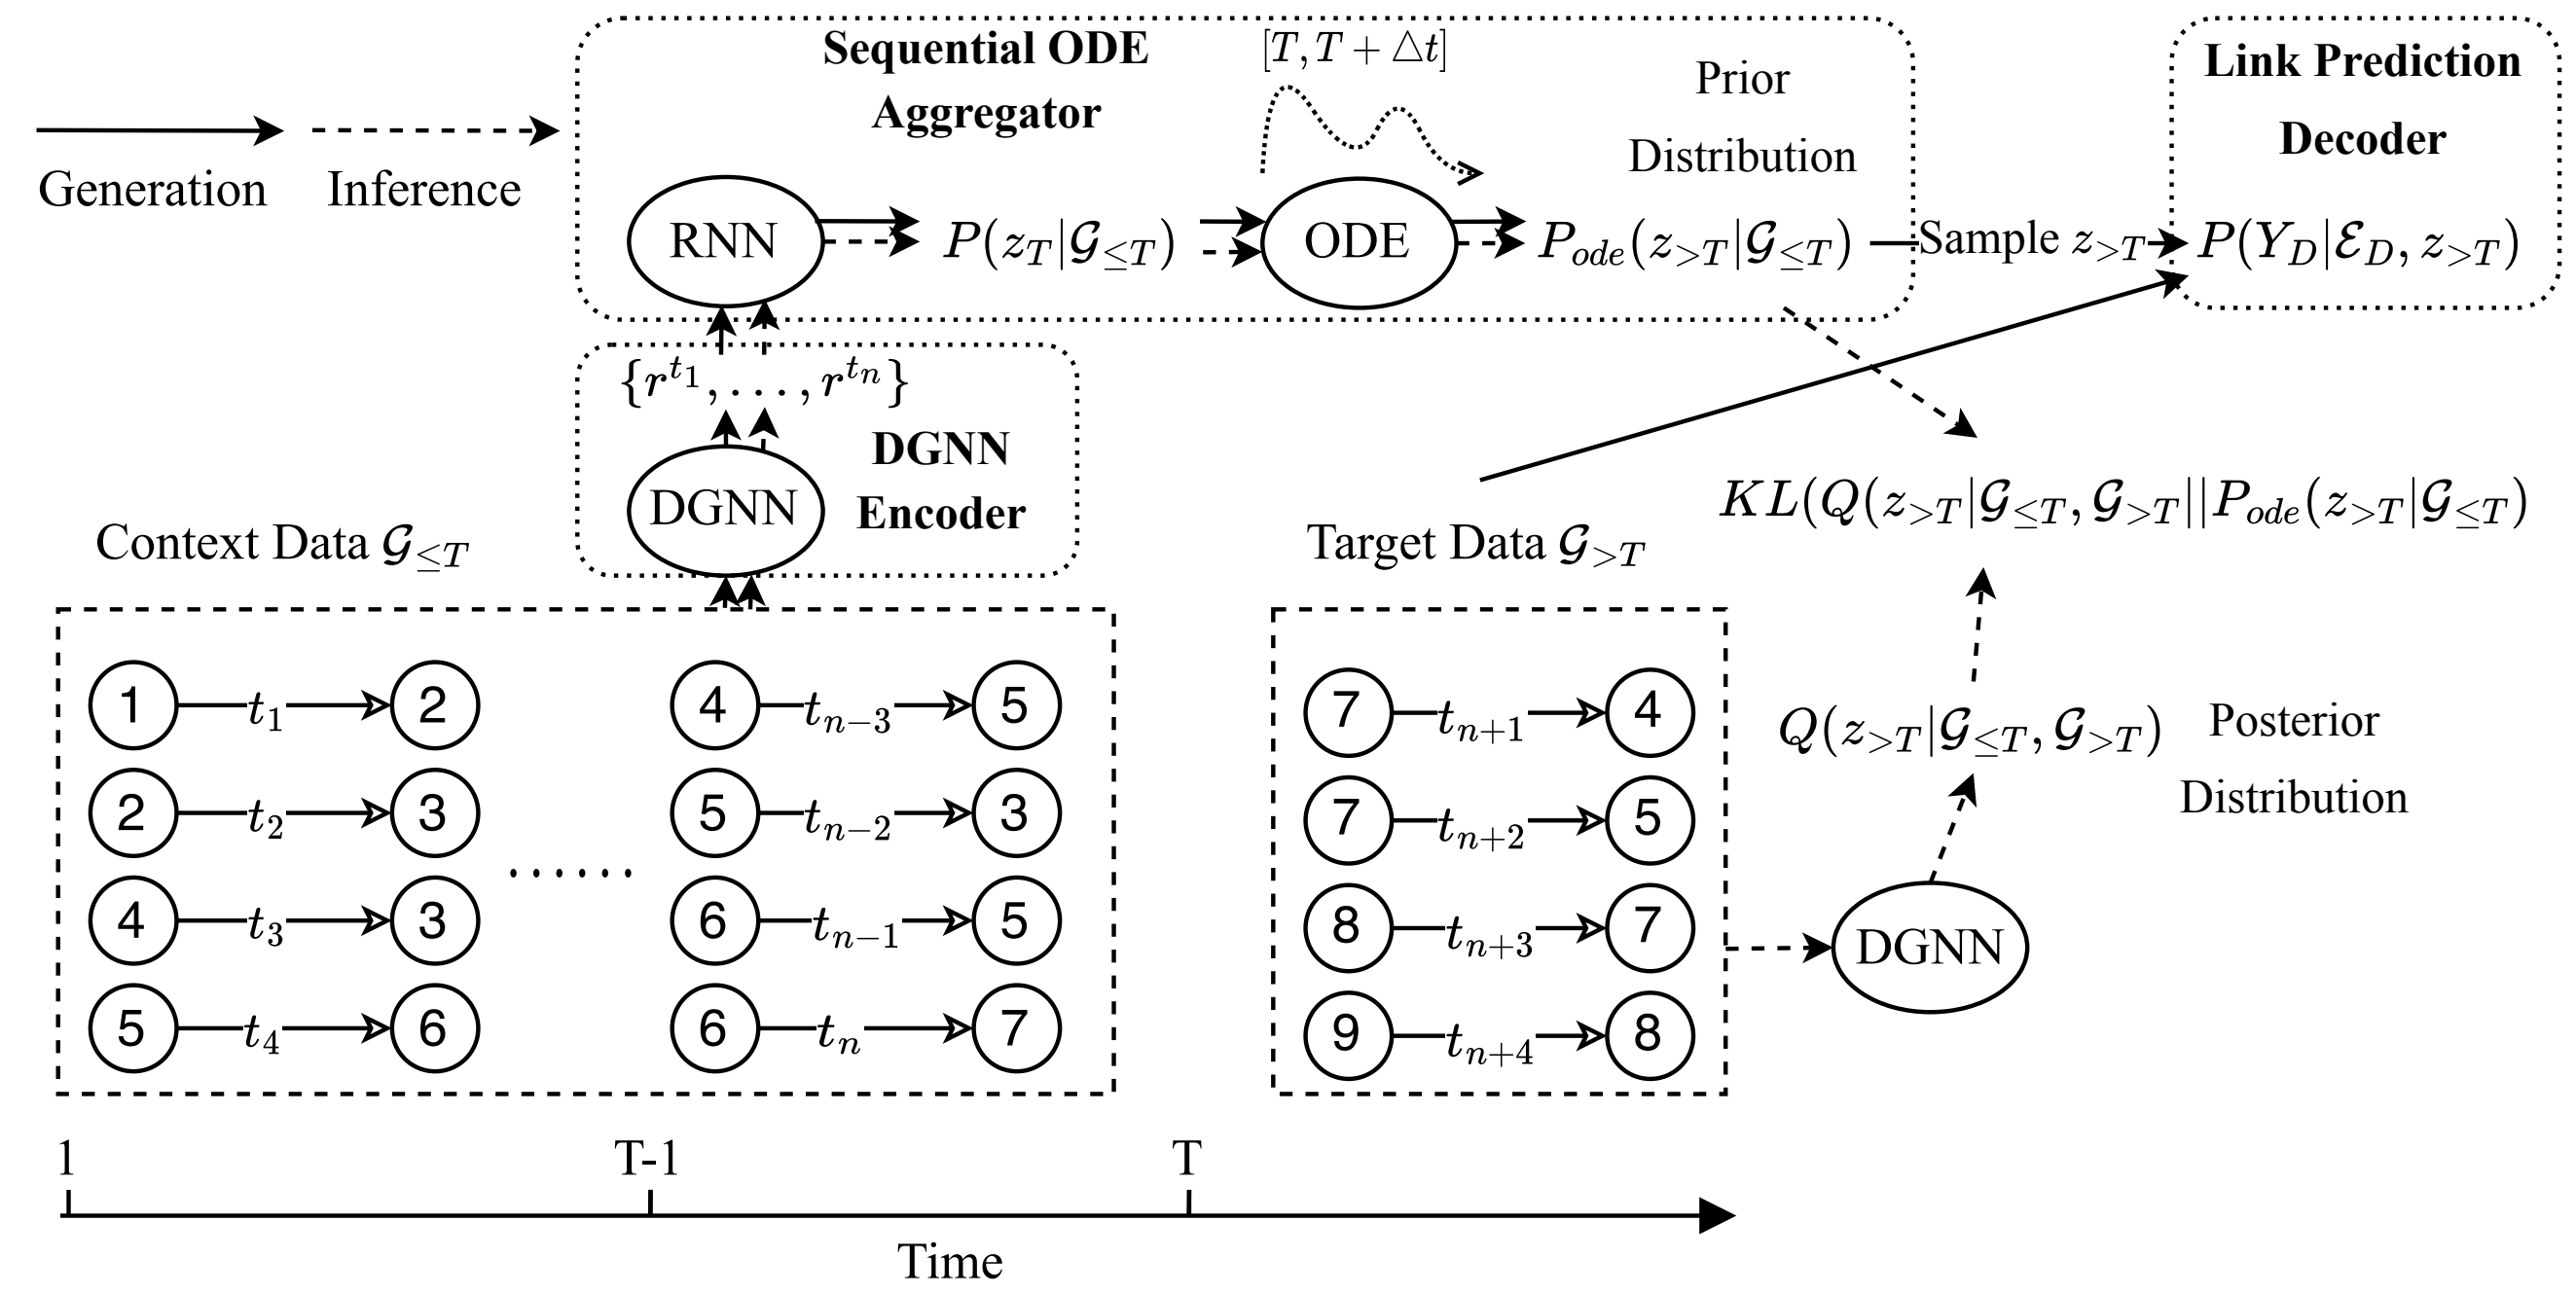 Generation
Inference
Sequential ODE
Aggregator
[T, T + △t]
Prior
Distribution
Link Prediction
Decoder
RNN
P(z_T|𝒢_{≤T})
ODE
P_{ode}(z_{>T}|𝒢_{≤T})
Sample z_{>T}
P(Y_D|ℰ_D, z_{>T})
{r^{t_1}, . . . , r^{t_n}}
DGNN
Encoder
DGNN
Context Data 𝒢_{≤T}
Target Data 𝒢_{>T}
KL(Q(z_{>T}|𝒢_{≤T}, 𝒢_{>T}||P_{ode}(z_{>T}|𝒢_{≤T})
1 t_1 2
2 t_2 3
4 t_3 3
5 t_4 6
......
4 t_{n−3} 5
5 t_{n−2} 3
6 t_{n−1} 5
6 t_n 7
7 t_{n+1} 4
7 t_{n+2} 5
8 t_{n+3} 7
9 t_{n+4} 8
Q(z_{>T}|𝒢_{≤T}, 𝒢_{>T})
Posterior
Distribution
DGNN
1
T-1
T
Time